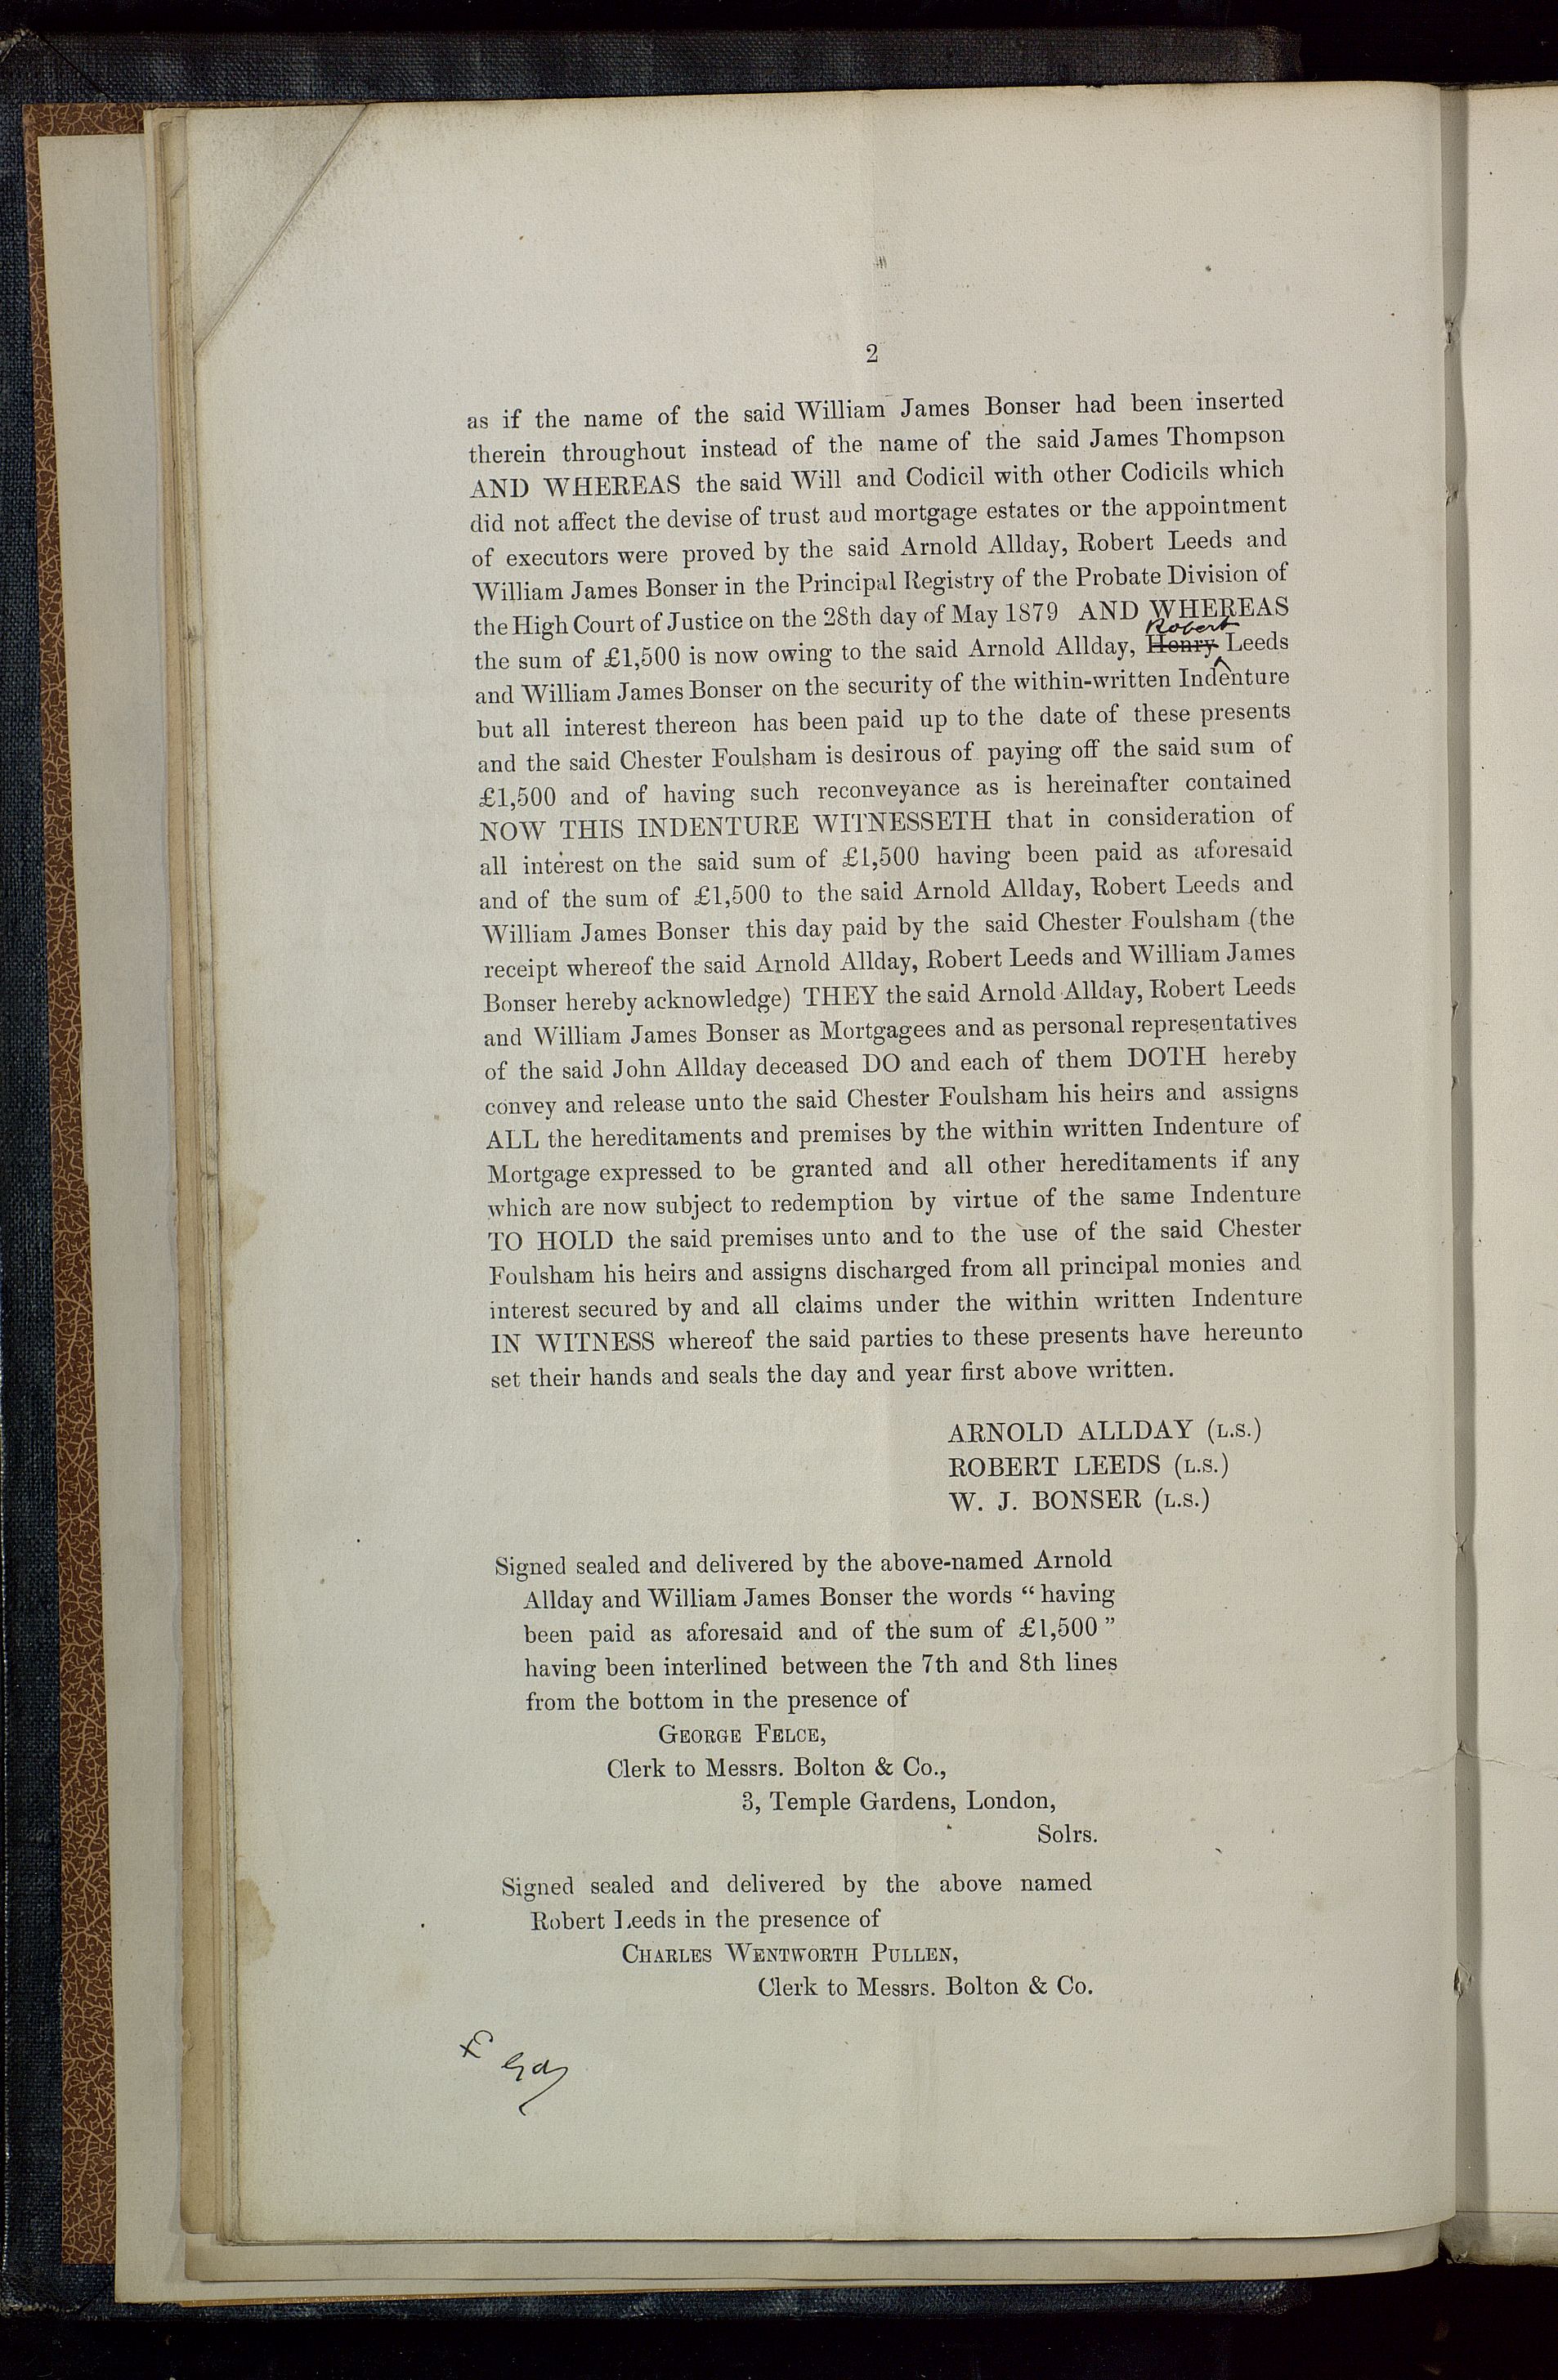 2
as if the name of the said William James Bonser had been inserted
therein throughout instead of the name of the said James Thompson
AND WHEREAS the said Will and Codicil with other Codicils which
did not affect the devise of trust and mortgage estates or the appointment
of executors were proved by the said Arnold Allday, Robert Leeds and
William James Bonser in the Principal Registry of the Probate Division of
the High Court of Justice on the 28th day of May 1879 AND WHEREAS
Robert
the sum of £1,500 is now owing to the said Arnold Allday, Henry Leeds
and William James Bonser on the security of the within-written Indenture
but all interest thereon has been paid up to the date of these presents
and the said Chester Foulsham is desirous of paying off the said sum of
£1,500 and of having such reconveyance as is hereinafter contained
NOW THIS INDENTURE WITNESSETH that in consideration of
all interest on the said sum of £1,500 having been paid as aforesaid
and of the sum of £1,500 to the said Arnold Allday, Robert Leeds and
William James Bonser this day paid by the said Chester Foulsham (the
receipt whereof the said Arnold Allday, Robert Leeds and William James
Bonser hereby acknowledge) THEY the said Arnold Allday, Robert Leeds
and William James Bonser as Mortgagees and as personal representatives
of the said John Allday deceased DO and each of them DOTH hereby
convey and release unto the said Chester Foulsham his heirs and assigns
ALL the hereditaments and premises by the within written Indenture of
Mortgage expressed to be granted and all other hereditaments if any
which are now subject to redemption by virtue of the same Indenture
TO HOLD the said premises unto and to the use of the said Chester
Foulsham his heirs and assigns discharged from all principal monies and
interest secured by and all claims under the within written Indenture
IN WITNESS whereof the said parties to these presents have hereunto
set their hands and seals the day and year first above written.
ARNOLD ALLDAY (L.S.)
ROBERT LEEDS (L.S.)
W. J. BONSER (L.S.)
Signed sealed and delivered by the above-named Arnold
Allday and William James Bonser the words “ having
been paid as aforesaid and of the sum of £1,500 ”
having been interlined between the 7th and 8th lines
from the bottom in the presence of
GEORGE FELCE,
Clerk to Messrs. Bolton & Co.,
3, Temple Gardens, London,
Solrs.
Signed sealed and delivered by the above named
Robert Leeds in the presence of
CHARLES WENTWORTH PULLEN,
Clerk to Messrs. Bolton & Co.